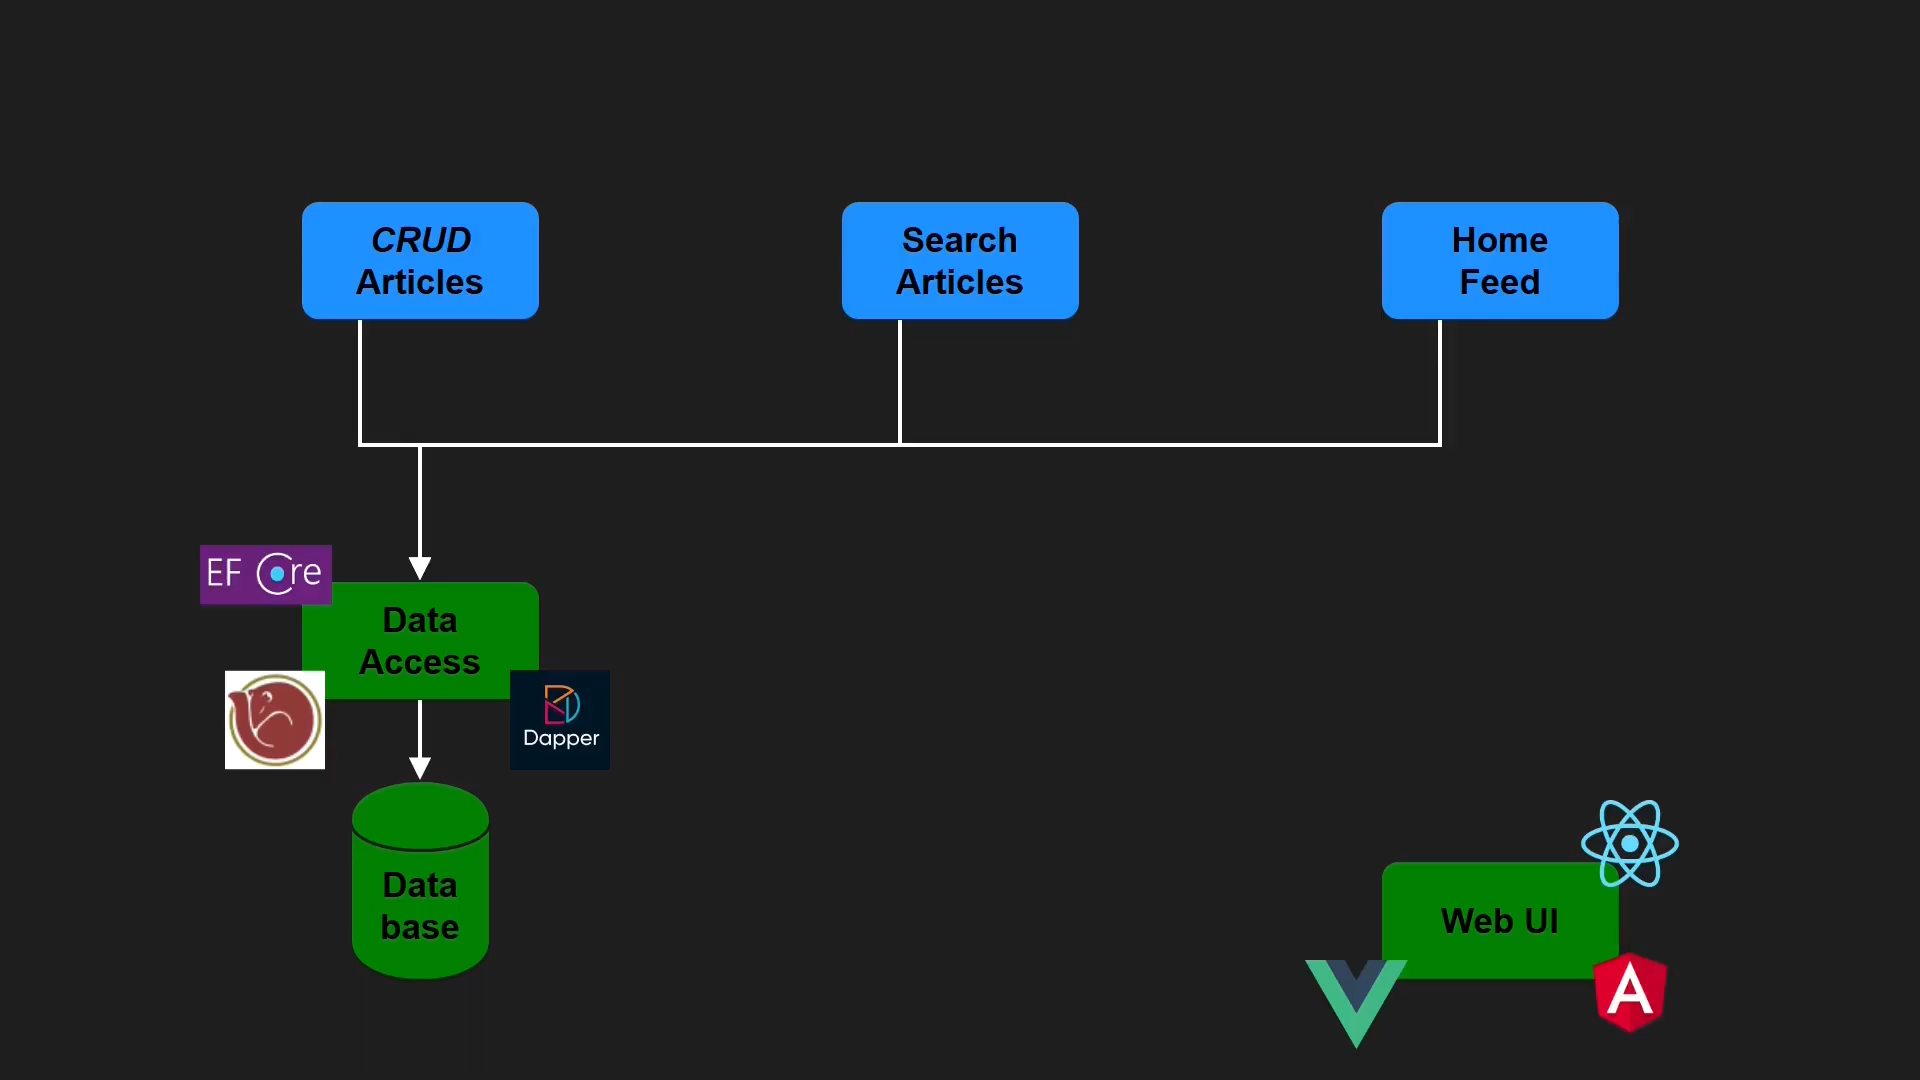 CRUD
Articles
Search
Articles
Home
Feed
EF Core
Data
Access
Dapper
Data
base
Web UI
A